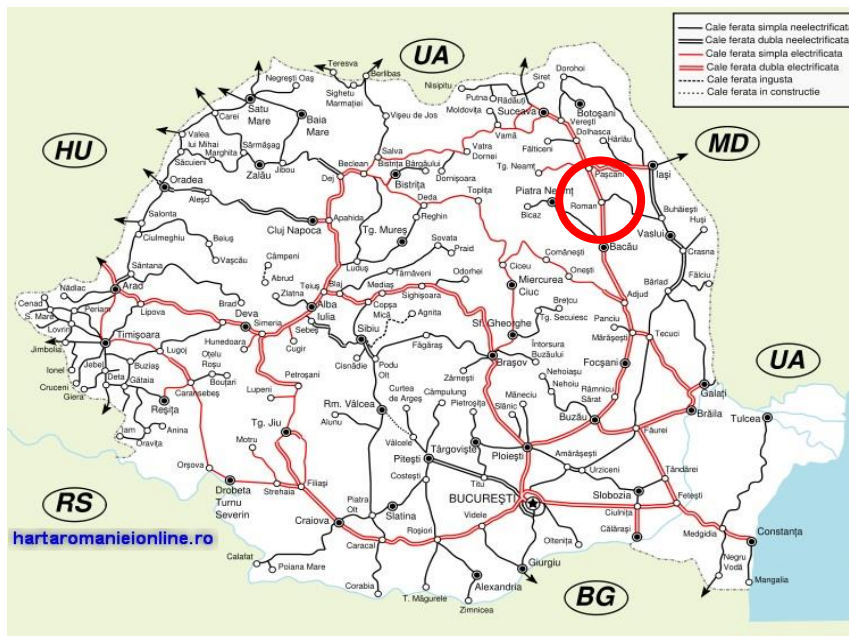 Cale ferata simpla neelectrificata
Cale ferata dubla neelectrificata
Cale ferata simpla electrificata
Cale ferata dubla electrificata
Cale ferata ingusta
Cale ferata in constructie
UA
HU
MD
UA
RS
BG
hartaromanieionline.ro
Teresva
Berlibas
Negrești Oaș
Sighetu
Marmației
Vișeu de Jos
Satu
Mare
Baia
Mare
Carei
Valea
lui Mihai
Săcuieni
Marghita
Sărmășag
Zalău
Jibou
Oradea
Aleșd
Salonta
Ciulmeghiu
Beiuș
Vașcău
Salva
Beclean
Dej
Bistrița Bârgăului
Bistrița
Dornișoara
Vatra
Dornei
Nisipitu
Putna
Rădăuți
Moldovița
Vamă
Siret
Dorohoi
Suceava
Verești
Botoșani
Dolhasca
Hârlău
Fălticeni
Tg. Neamț
Pașcani
Iași
Piatra Neamț
Bicaz
Roman
Buhăiești
Huși
Vaslui
Bacău
Crasna
Fălciu
Bârlad
Cluj Napoca
Apahida
Tg. Mureș
Deda
Reghin
Toplița
Sovata
Praid
Luduș
Târnăveni
Odorhei
Ciceu
Miercurea
Ciuc
Comănești
Onești
Adjud
Panciu
Mărășești
Tecuci
Focșani
Galați
Brăila
Tulcea
Câmpeni
Abrud
Zlatna
Teiuș
Blaj
Mediaș
Copșa
Mică
Sighișoara
Agnita
Alba
Iulia
Sebeș
Cugir
Sibiu
Cisnădie
Podu
Olt
Făgăraș
Sf. Gheorghe
Brețcu
Tg. Secuiesc
Întorsura
Buzăului
Brașov
Zărnești
Nehoiașu
Nehoiu
Râmnicu
Sărat
Buzău
Făurei
Nădlac
Sântana
Arad
Cenad
S. Mare
Periam
Lovrin
Lipova
Brad
Deva
Simeria
Hunedoara
Timișoara
Jimbolia
Ionel
Cruceni
Giera
Jebel
Deta
Buziaș
Gătaia
Lugoj
Oțelu
Roșu
Bouțari
Caransebeș
Reșița
Iam
Oravița
Anina
Petroșani
Lupeni
Tg. Jiu
Motru
Orșova
Drobeta
Turnu
Severin
Strehaia
Filiași
Craiova
Calafat
Poiana Mare
Rm. Vâlcea
Alunu
Curtea
de Argeș
Câmpulung
Vâlcele
Pietroșița
Slănic
Măneciu
Târgoviște
Ploiești
Pitești
Costești
Titu
Piatra
Olt
Slatina
Caracal
Corabia
Roșiori
T. Măgurele
Alexandria
Zimnicea
Videle
BUCUREȘTI
Giurgiu
Oltenița
Amărășești
Urziceni
Slobozia
Țăndărei
Fetești
Ciulnița
Călărași
Medgidia
Constanța
Negru
Vodă
Mangalia